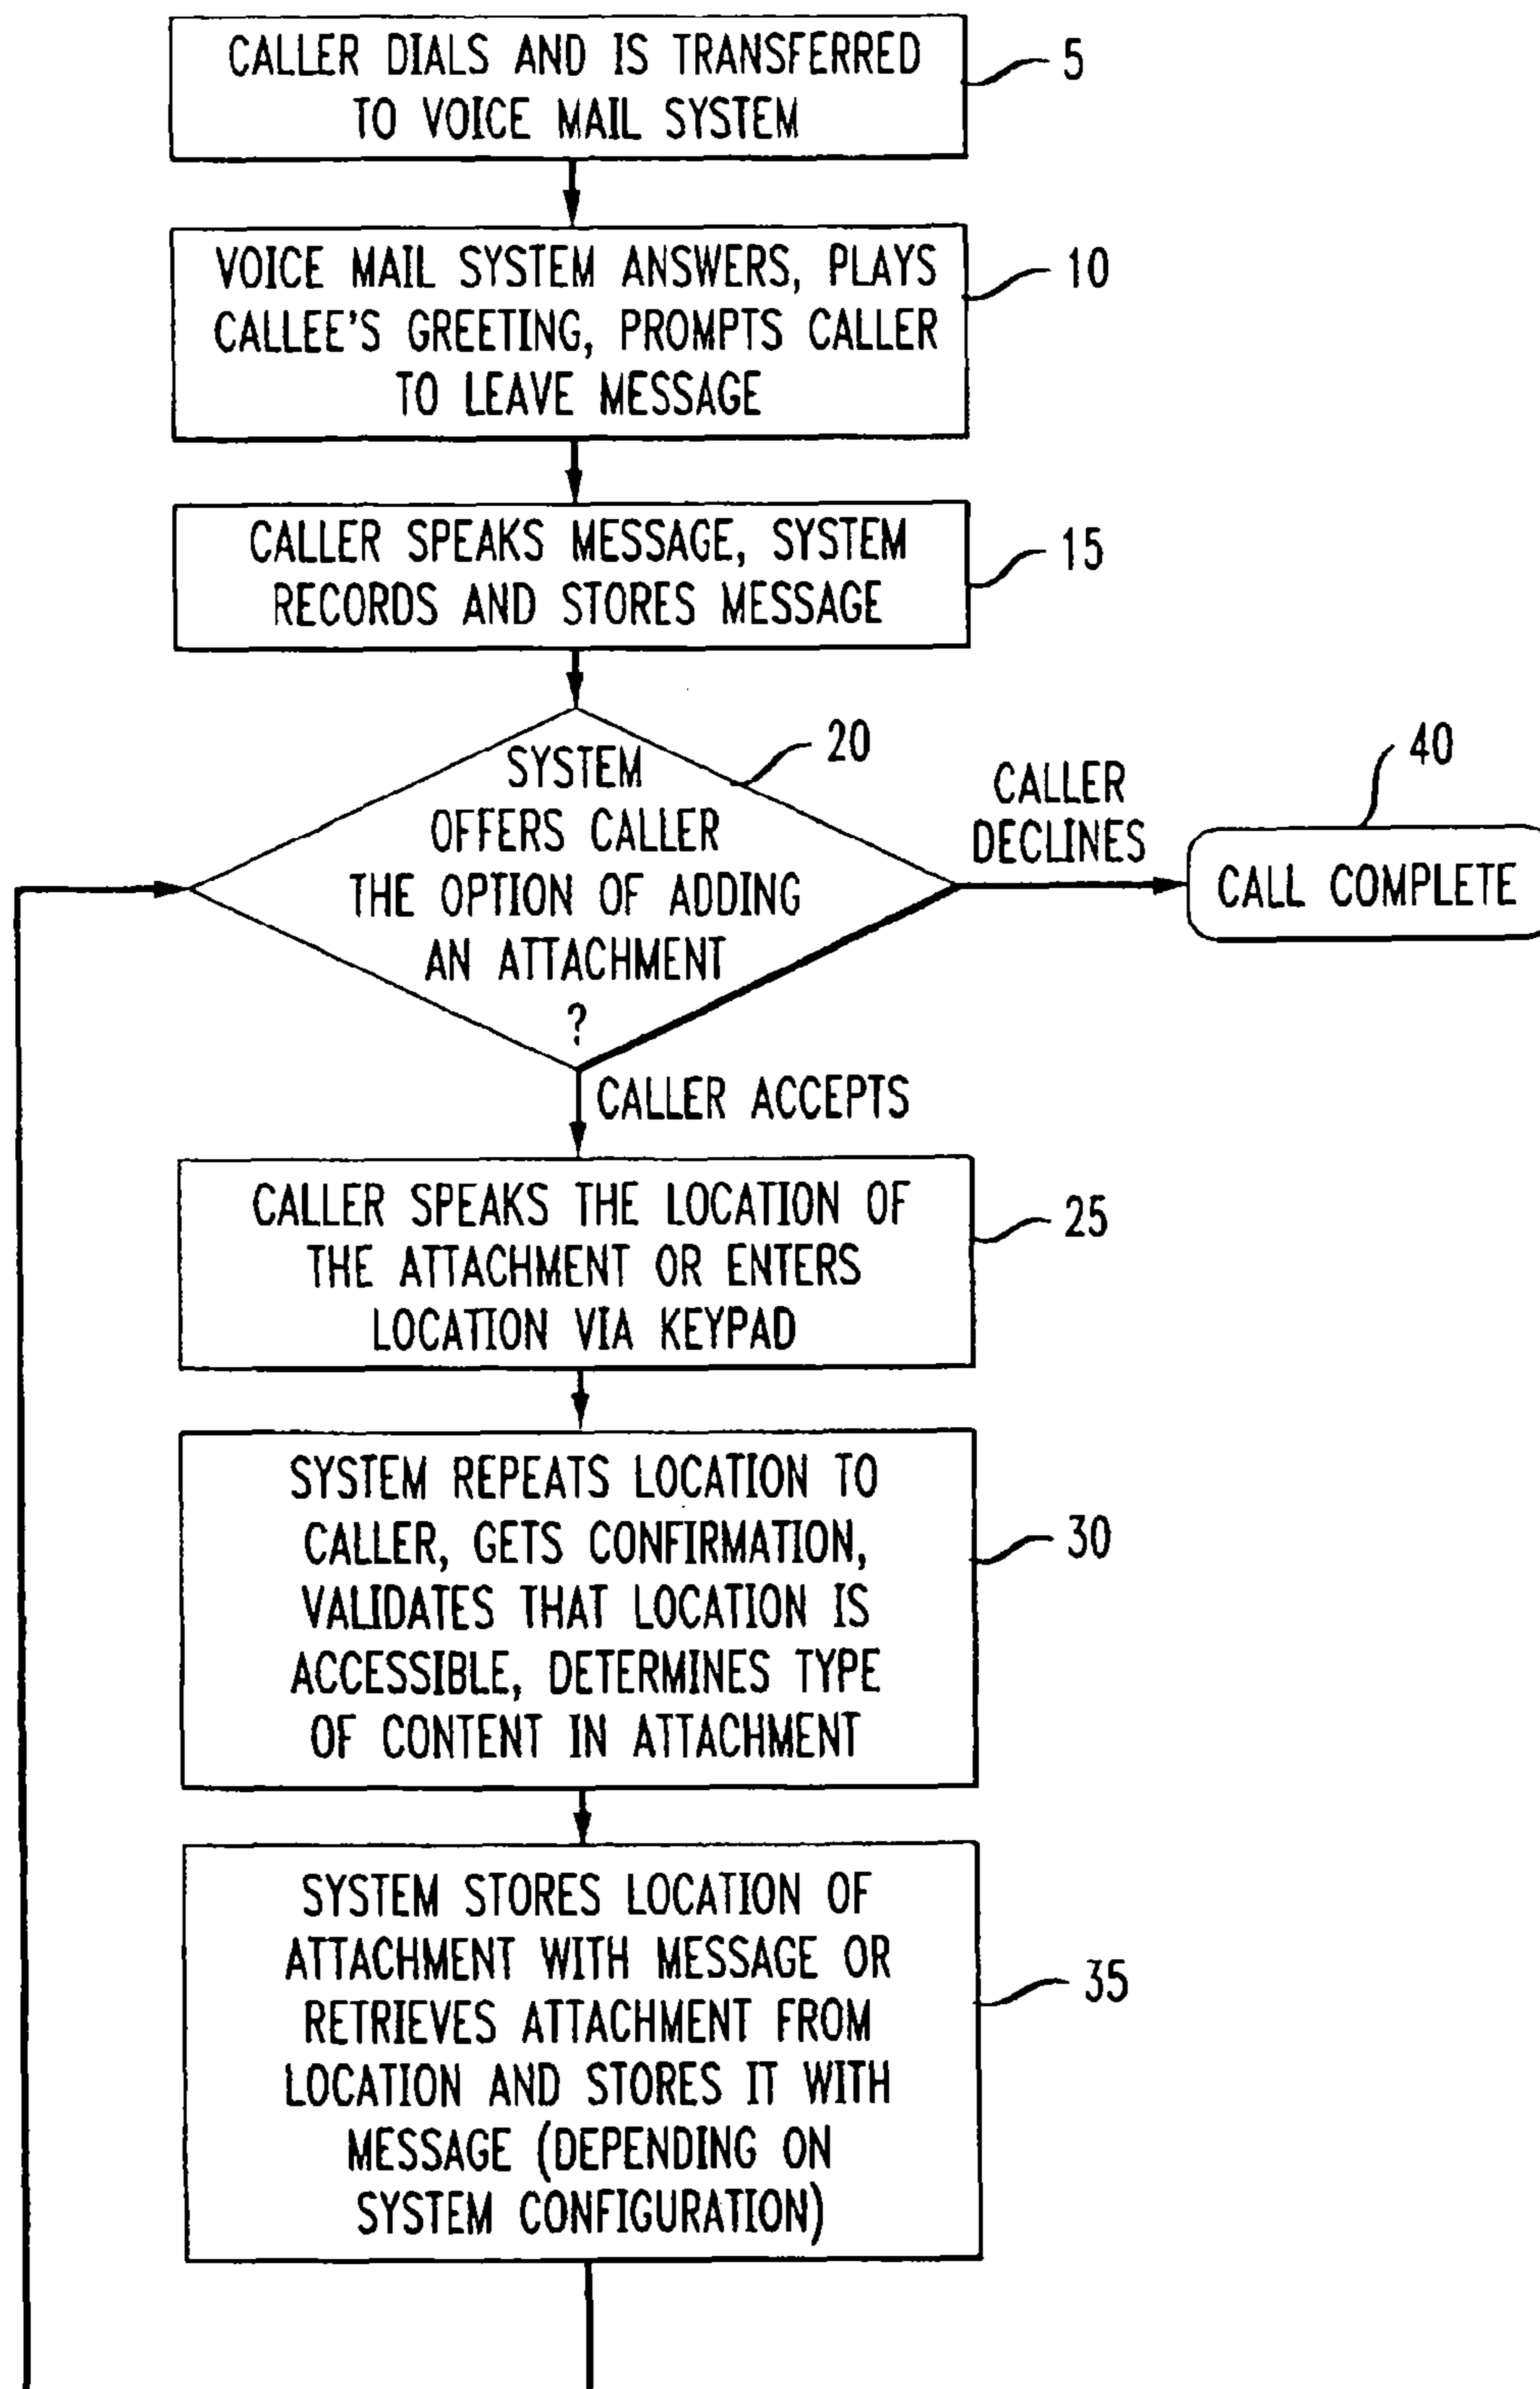 CALLER DIALS AND IS TRANSFERRED
TO VOICE MAIL SYSTEM
5
VOICE MAIL SYSTEM ANSWERS, PLAYS
CALLEE'S GREETING, PROMPTS CALLER
TO LEAVE MESSAGE
10
CALLER SPEAKS MESSAGE, SYSTEM
RECORDS AND STORES MESSAGE
15
SYSTEM
OFFERS CALLER
THE OPTION OF ADDING
AN ATTACHMENT
?
20
CALLER
DECLINES
40
CALL COMPLETE
CALLER ACCEPTS
CALLER SPEAKS THE LOCATION OF
THE ATTACHMENT OR ENTERS
LOCATION VIA KEYPAD
25
SYSTEM REPEATS LOCATION TO
CALLER, GETS CONFIRMATION,
VALIDATES THAT LOCATION IS
ACCESSIBLE, DETERMINES TYPE
OF CONTENT IN ATTACHMENT
30
SYSTEM STORES LOCATION OF
ATTACHMENT WITH MESSAGE OR
RETRIEVES ATTACHMENT FROM
LOCATION AND STORES IT WITH
MESSAGE (DEPENDING ON
SYSTEM CONFIGURATION)
35